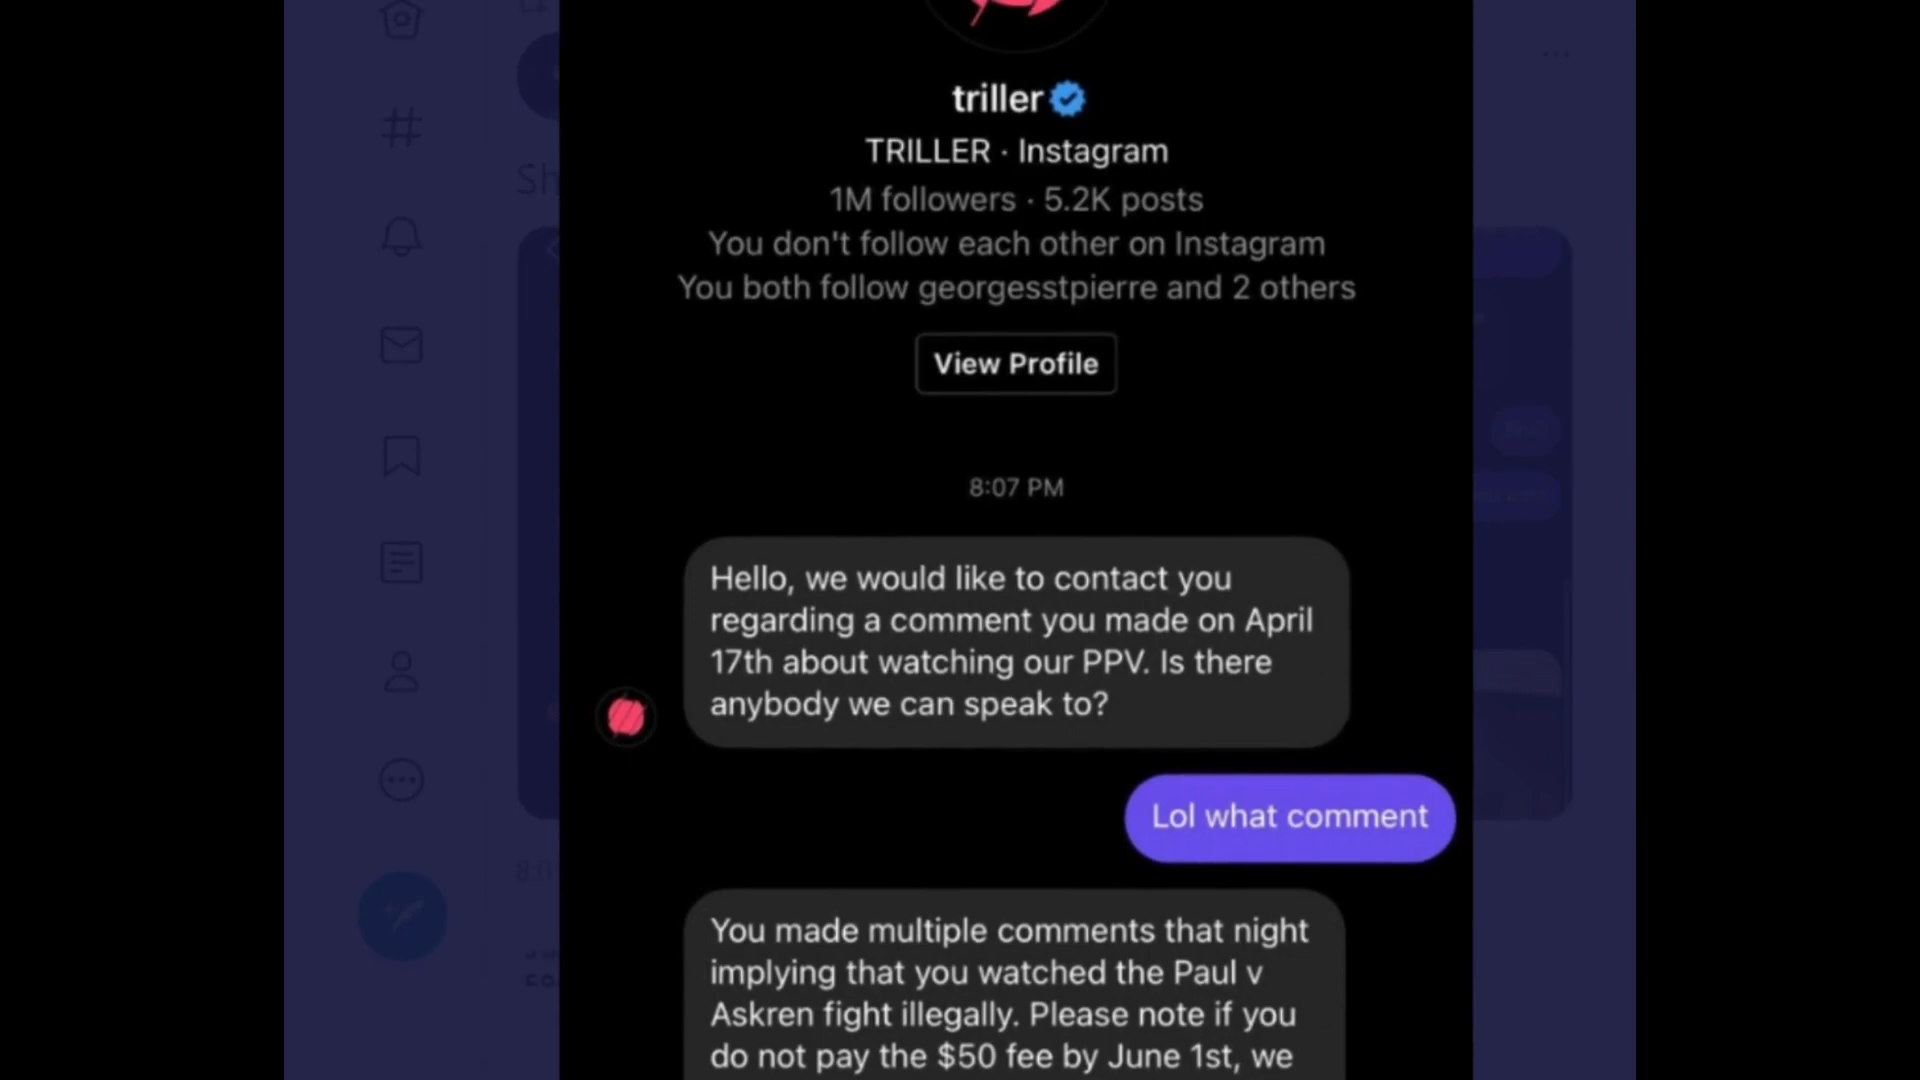 Sh
triller
TRILLER · Instagram
1M followers · 5.2K posts
You don't follow each other on Instagram
You both follow georgesstpierre and 2 others
View Profile
8:07 PM
Hello, we would like to contact you
regarding a comment you made on April
17th about watching our PPV. Is there
anybody we can speak to?
Lol what comment
You made multiple comments that night
implying that you watched the Paul v
Askren fight illegally. Please note if you
do not pay the $50 fee by June 1st, we